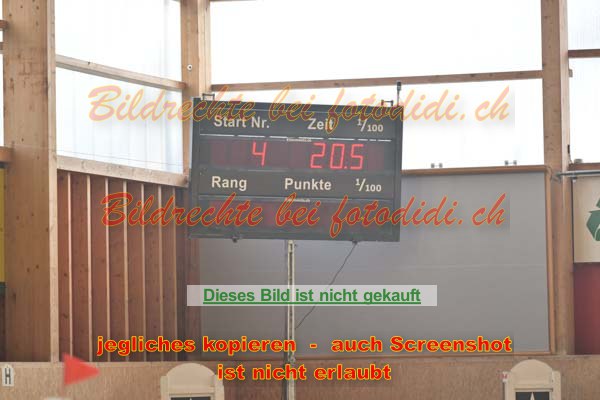 Bildrechte bei fotodidi.ch
Start Nr. Zeit 1/100
4 20.5
Rang Punkte 1/100
Bildrechte bei fotodidi.ch
Dieses Bild ist nicht gekauft
jegliches kopieren - auch Screenshot
ist nicht erlaubt
H